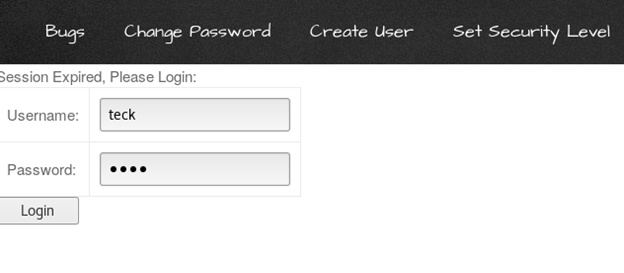 Bugs Change Password Create User Set Security Level
Session Expired, Please Login:
Username: teck
Password: ••••
Login